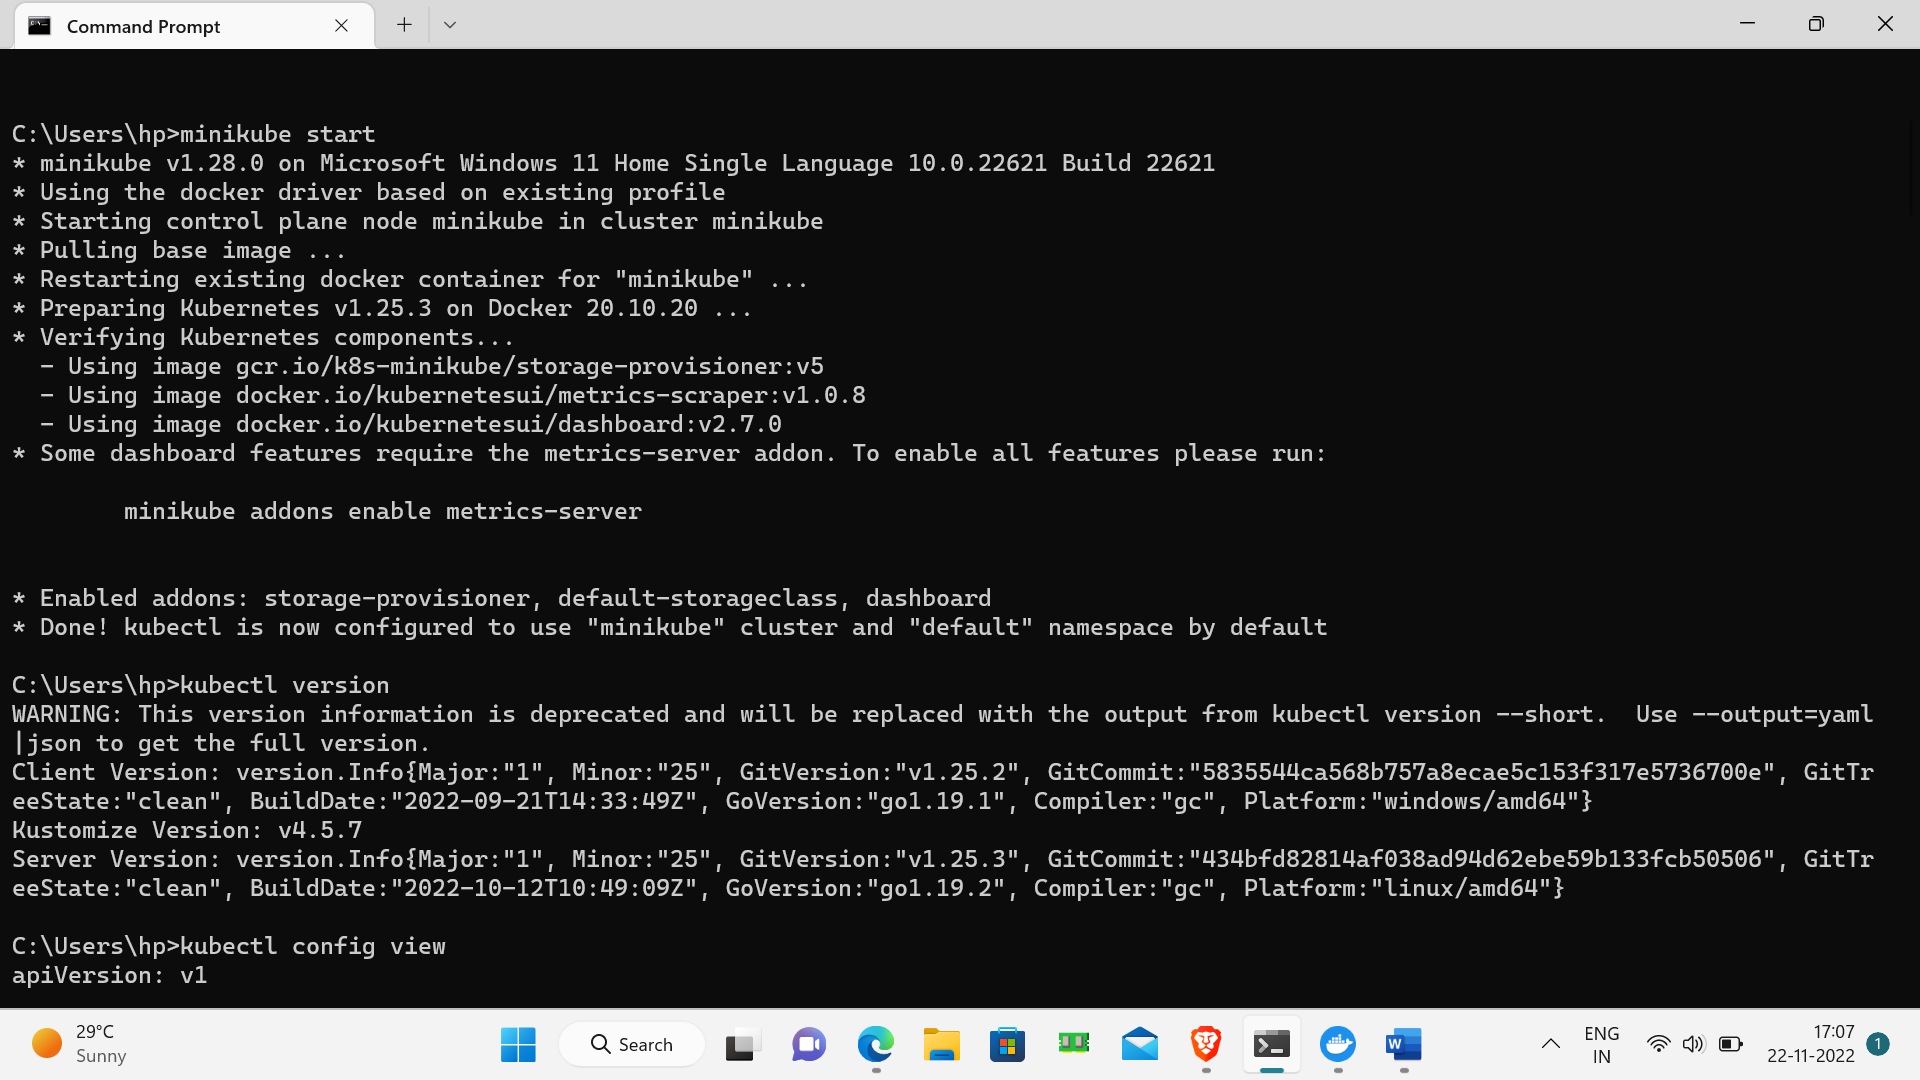 Command Prompt
C:\Users\hp>minikube start
* minikube v1.28.0 on Microsoft Windows 11 Home Single Language 10.0.22621 Build 22621
* Using the docker driver based on existing profile
* Starting control plane node minikube in cluster minikube
* Pulling base image ...
* Restarting existing docker container for "minikube" ...
* Preparing Kubernetes v1.25.3 on Docker 20.10.20 ...
* Verifying Kubernetes components...
  - Using image gcr.io/k8s-minikube/storage-provisioner:v5
  - Using image docker.io/kubernetesui/metrics-scraper:v1.0.8
  - Using image docker.io/kubernetesui/dashboard:v2.7.0
* Some dashboard features require the metrics-server addon. To enable all features please run:
        minikube addons enable metrics-server
* Enabled addons: storage-provisioner, default-storageclass, dashboard
* Done! kubectl is now configured to use "minikube" cluster and "default" namespace by default
C:\Users\hp>kubectl version
WARNING: This version information is deprecated and will be replaced with the output from kubectl version --short.  Use --output=yaml
|json to get the full version.
Client Version: version.Info{Major:"1", Minor:"25", GitVersion:"v1.25.2", GitCommit:"5835544ca568b757a8ecae5c153f317e5736700e", GitTr
eeState:"clean", BuildDate:"2022-09-21T14:33:49Z", GoVersion:"go1.19.1", Compiler:"gc", Platform:"windows/amd64"}
Kustomize Version: v4.5.7
Server Version: version.Info{Major:"1", Minor:"25", GitVersion:"v1.25.3", GitCommit:"434bfd82814af038ad94d62ebe59b133fcb50506", GitTr
eeState:"clean", BuildDate:"2022-10-12T10:49:09Z", GoVersion:"go1.19.2", Compiler:"gc", Platform:"linux/amd64"}
C:\Users\hp>kubectl config view
apiVersion: v1
29°C
Sunny
Search
W
ENG
IN
17:07
22-11-2022
1